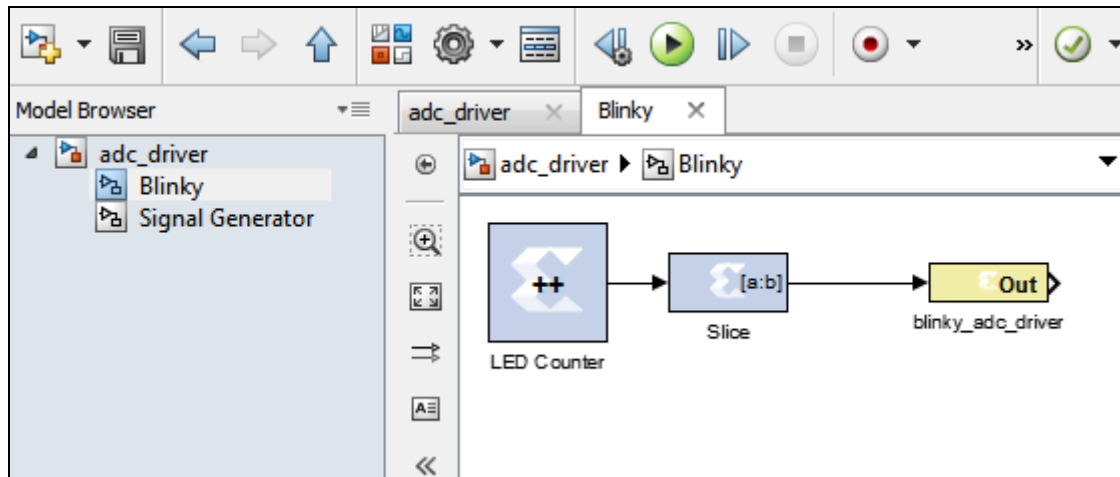 Model Browser
adc_driver
Blinky
Signal Generator
adc_driver
Blinky
adc_driver Blinky
++
LED Counter
[a:b]
Slice
Out
blinky_adc_driver
A